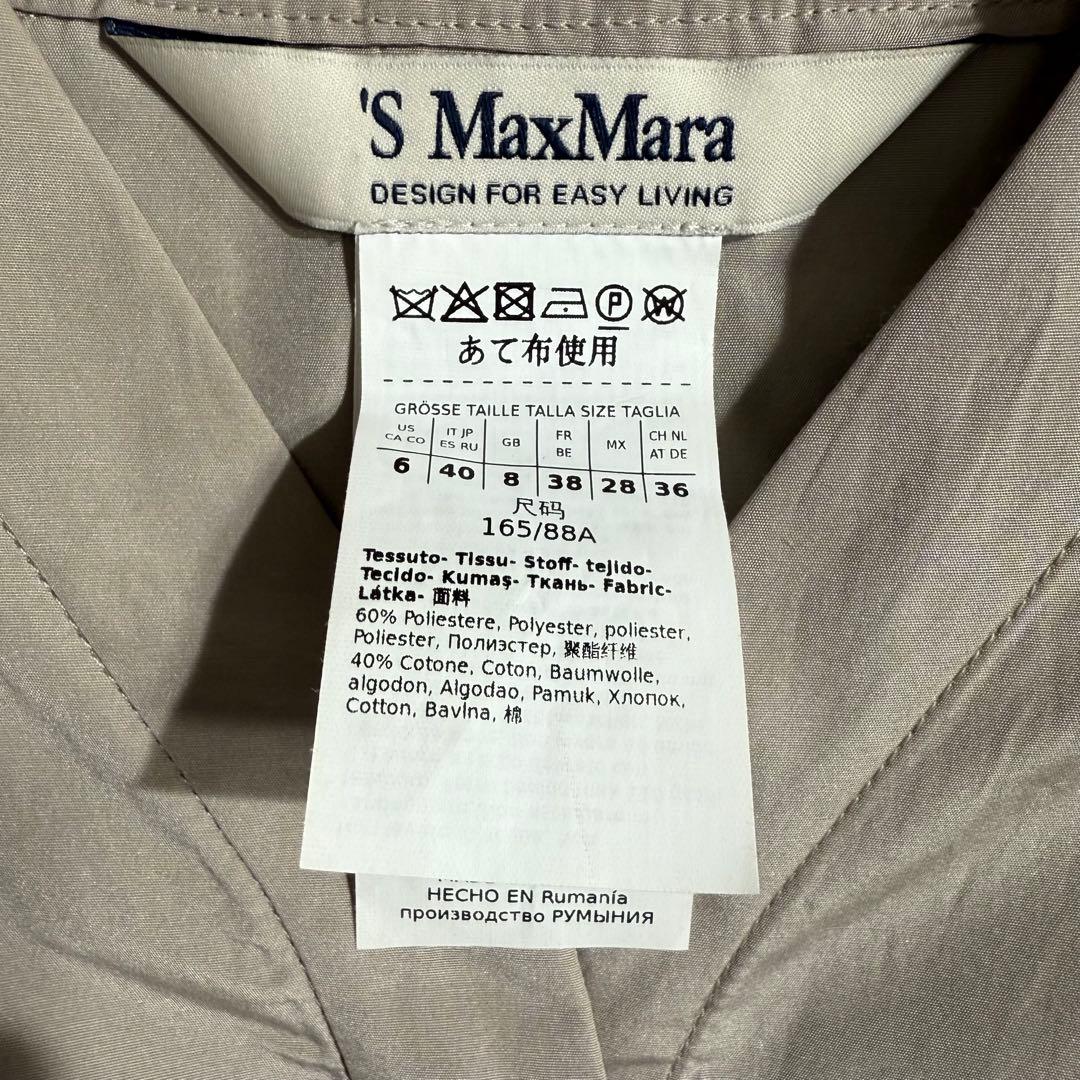 'S MaxMara
DESIGN FOR EASY LIVING
P W
あて布使用
GRÖSSE TAILLE TALLA SIZE TAGLIA
US CA CO IT JP ES RU GB FR BE MX CH NL AT DE
6 40 8 38 28 36
尺码
165/88A
Tessuto- Tissu- Stoff- tejido-
Tecido- Kumaş- Ткань- Fabric-
Látka- 面料
60% Poliestere, Polyester, poliester,
Poliester, Полиэстер, 聚酯纤维
40% Cotone, Coton, Baumwolle,
algodon, Algodao, Pamuk, Хлопок,
Cotton, Bavlna, 棉
HECHO EN Rumanía
производство РУМЫНИЯ